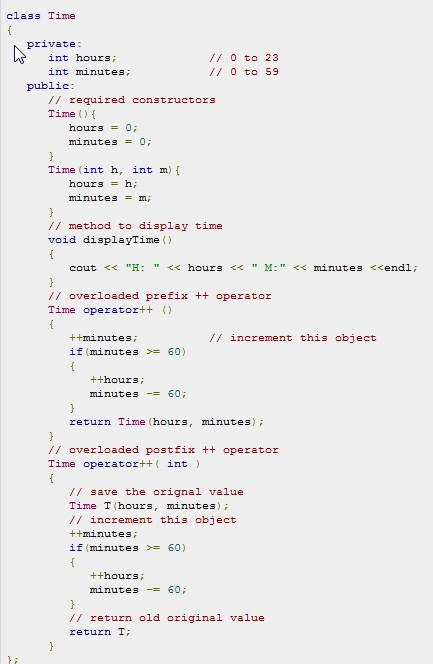 class Time
{
   private:
      int hours;             // 0 to 23
      int minutes;           // 0 to 59
   public:
      // required constructors
      Time(){
         hours = 0;
         minutes = 0;
      }
      Time(int h, int m){
         hours = h;
         minutes = m;
      }
      // method to display time
      void displayTime()
      {
         cout << "H: " << hours << " M:" << minutes <<endl;
      }
      // overloaded prefix ++ operator
      Time operator++ ()
      {
         ++minutes;          // increment this object
         if(minutes >= 60)
         {
            ++hours;
            minutes -= 60;
         }
         return Time(hours, minutes);
      }
      // overloaded postfix ++ operator
      Time operator++( int )
      {
         // save the orignal value
         Time T(hours, minutes);
         // increment this object
         ++minutes;
         if(minutes >= 60)
         {
            ++hours;
            minutes -= 60;
         }
         // return old original value
         return T;
      }
};